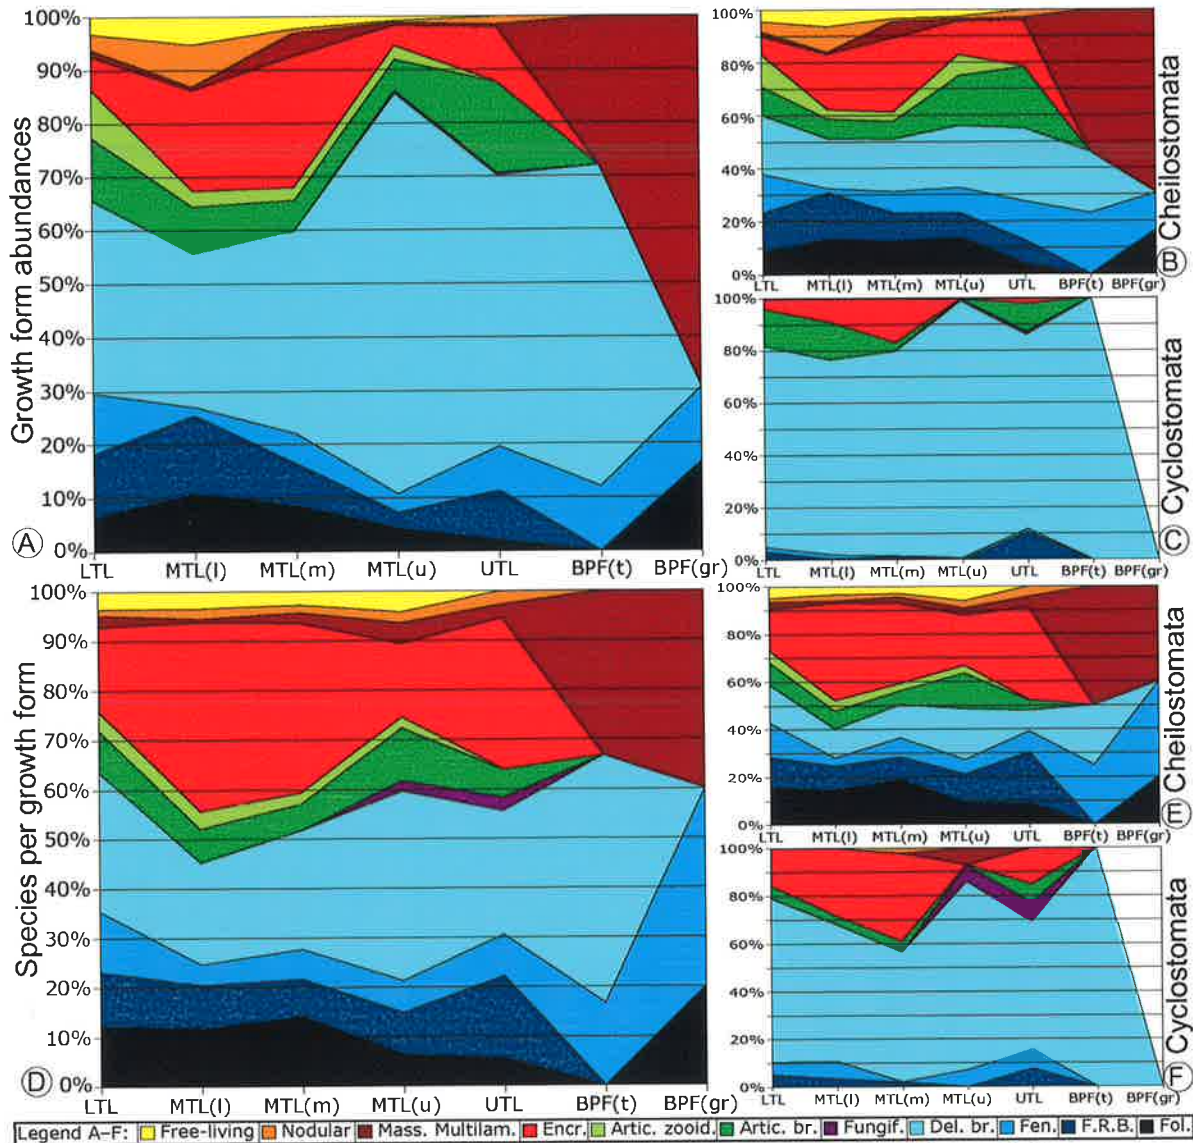 Growth form abundances
100%
90%
80%
70%
60%
50%
40%
30%
20%
10%
0%
A
LTL MTL(l) MTL(m) MTL(u) UTL BPF(t) BPF(gr)
100%
80%
60%
40%
20%
0%
LTL MTL(l) MTL(m) MTL(u) UTL BPF(t) BPF(gr)
B
Cheilostomata
100%
80%
60%
40%
20%
0%
LTL MTL(l) MTL(m) MTL(u) UTL BPF(t) BPF(gr)
C
Cyclostomata
Species per growth form
100%
90%
80%
70%
60%
50%
40%
30%
20%
10%
0%
D
LTL MTL(l) MTL(m) MTL(u) UTL BPF(t) BPF(gr)
100%
80%
60%
40%
20%
0%
LTL MTL(l) MTL(m) MTL(u) UTL BPF(t) BPF(gr)
E
Cheilostomata
100%
80%
60%
40%
20%
0%
LTL MTL(l) MTL(m) MTL(u) UTL BPF(t) BPF(gr)
F
Cyclostomata
Legend A–F: Free-living Nodular Mass. Multilam. Encr. Artic. zooid. Artic. br. Fungif. Del. br. Fen. F.R.B. Fol.